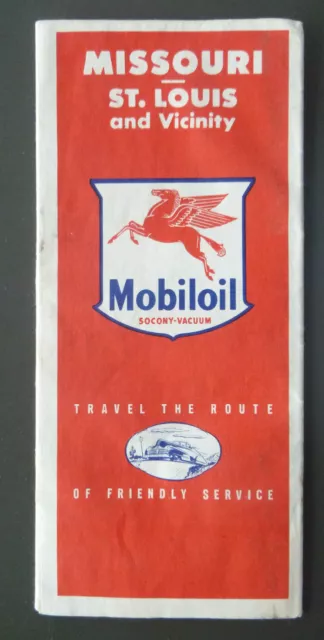 MISSOURI
ST. LOUIS
and Vicinity
Mobiloil
SOCONY-VACUUM
TRAVEL THE ROUTE
OF FRIENDLY SERVICE